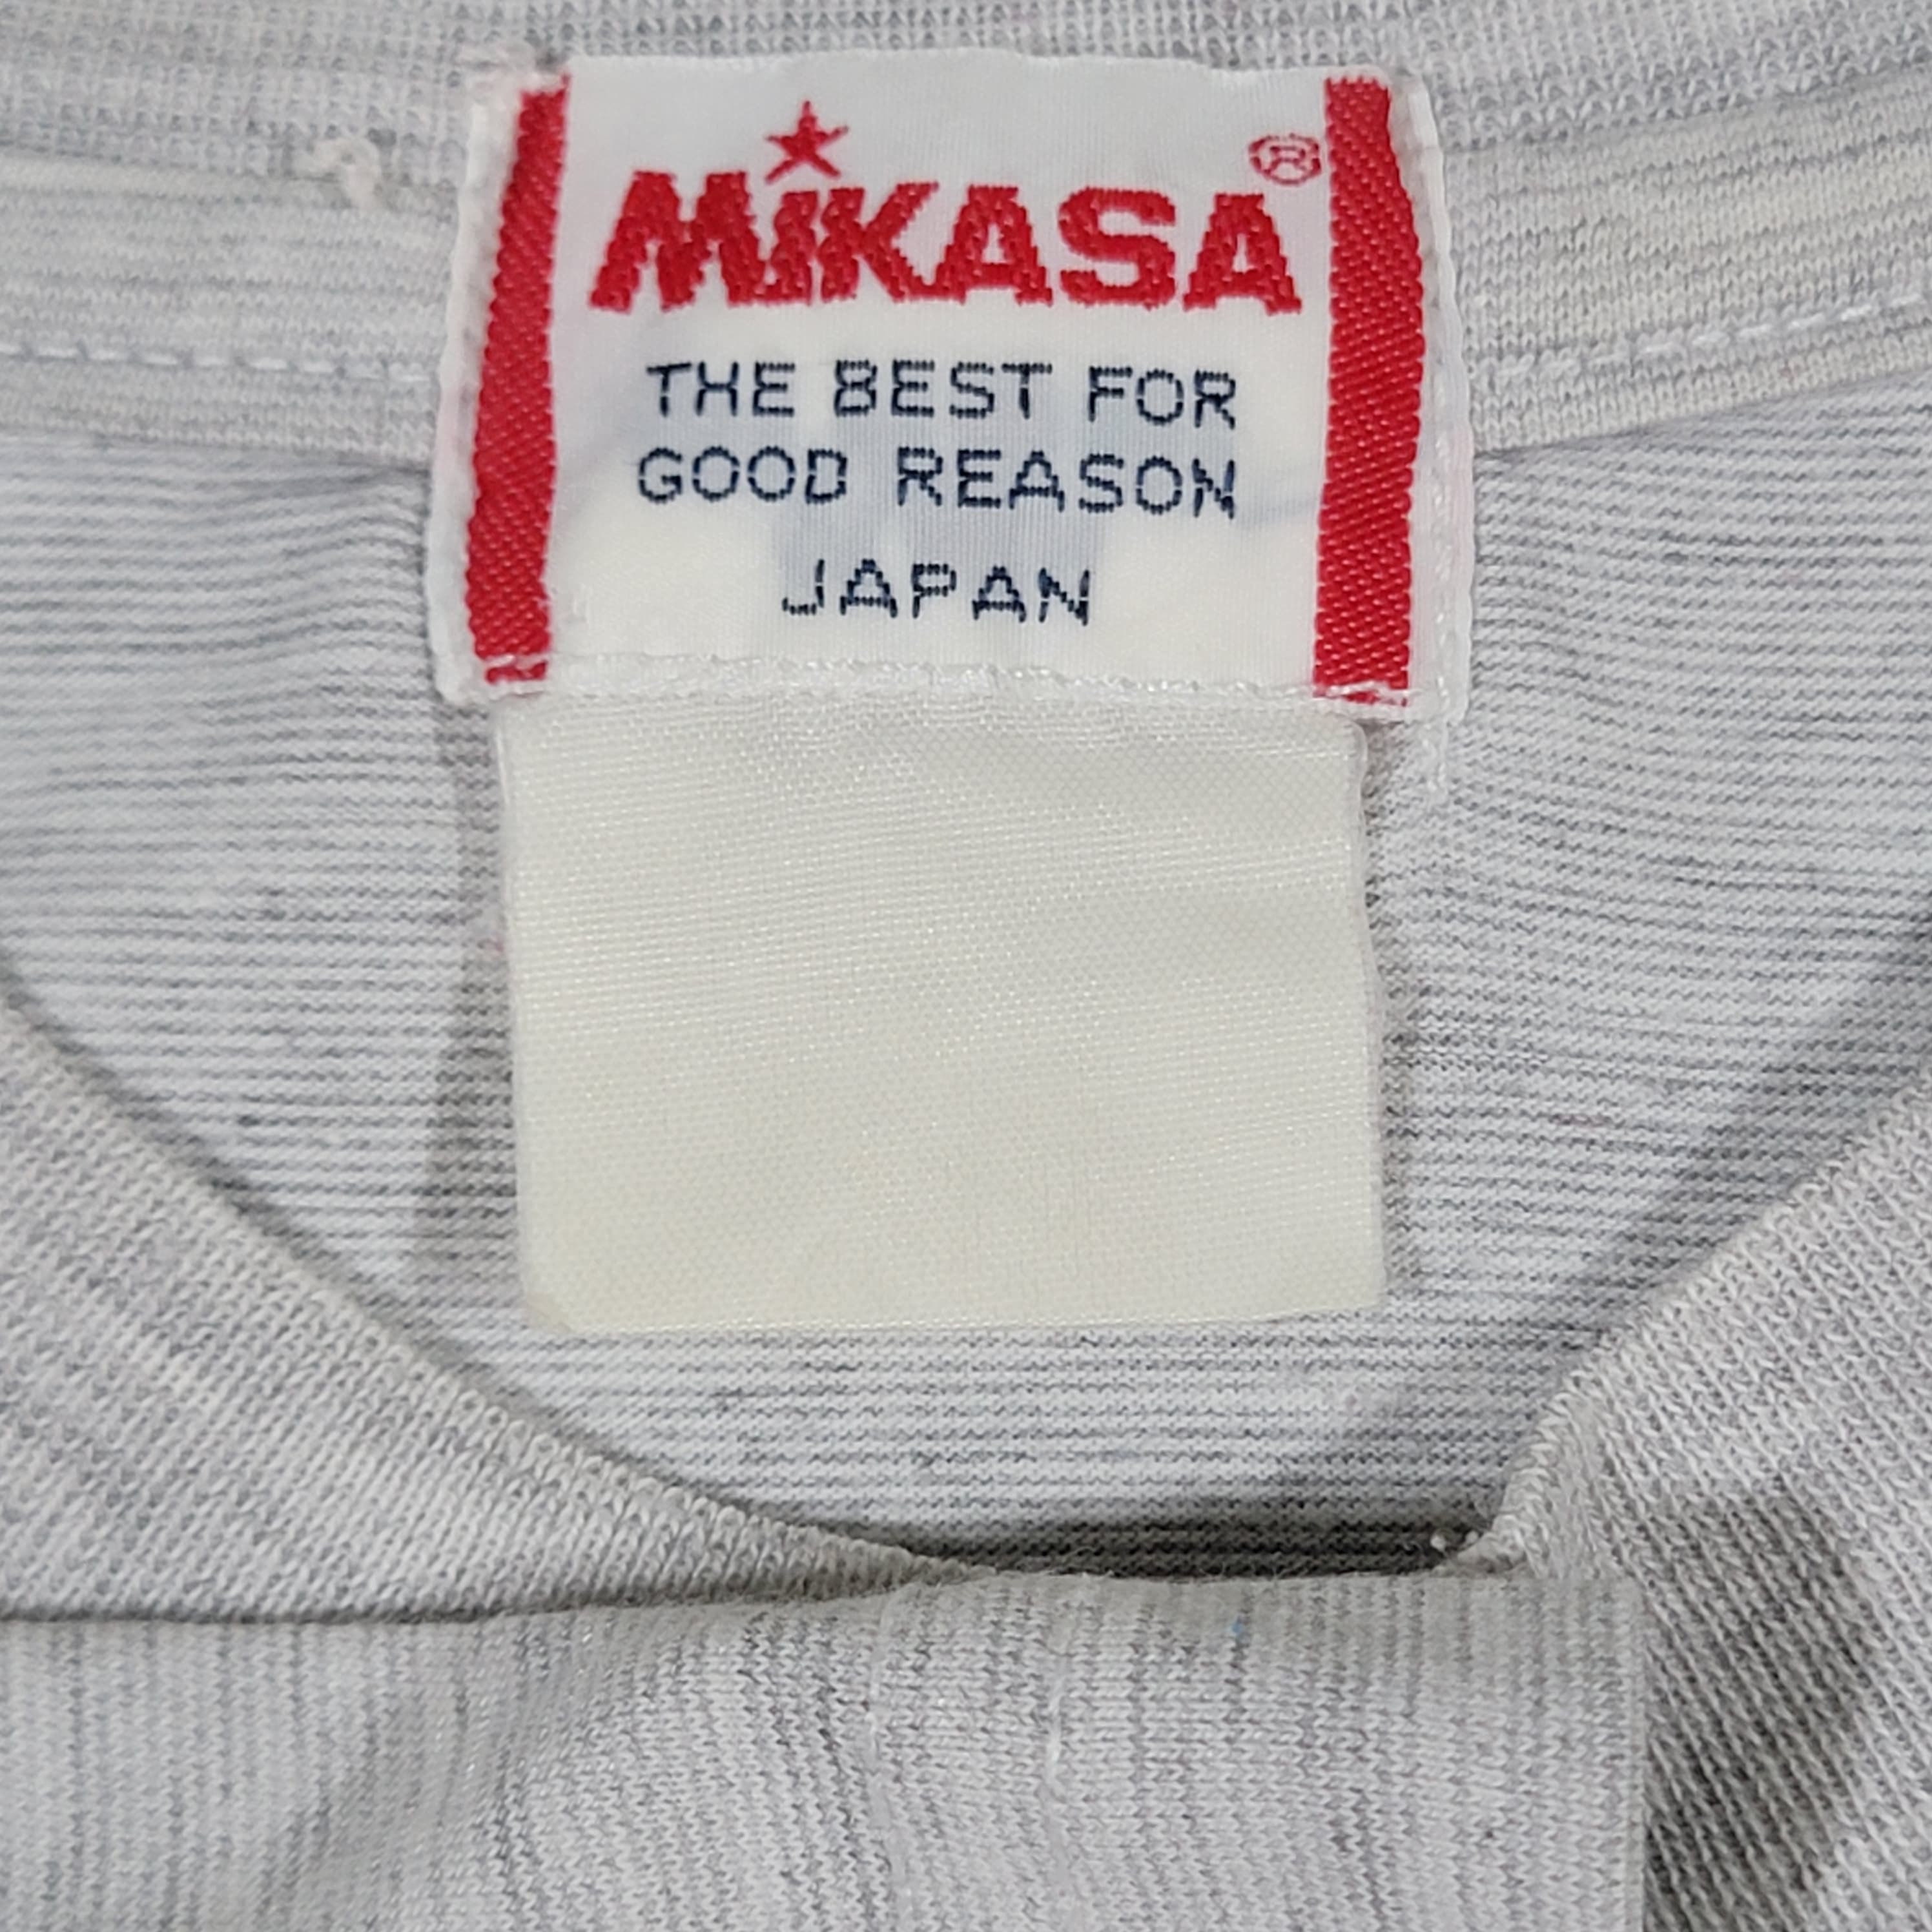 MiKASA ®
THE BEST FOR
GOOD REASON
JAPAN